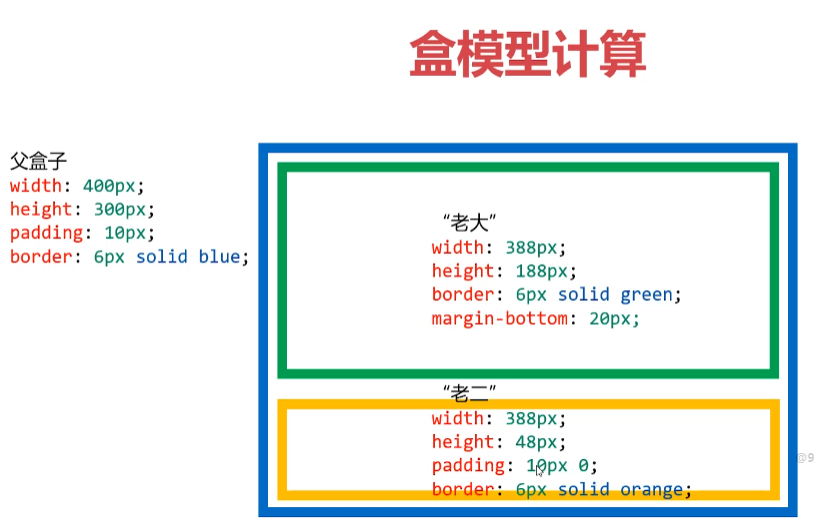 盒模型计算
父盒子
width: 400px;
height: 300px;
padding: 10px;
border: 6px solid blue;
“老大”
width: 388px;
height: 188px;
border: 6px solid green;
margin-bottom: 20px;
“老二”
width: 388px;
height: 48px;
padding: 10px 0;
border: 6px solid orange;
@9